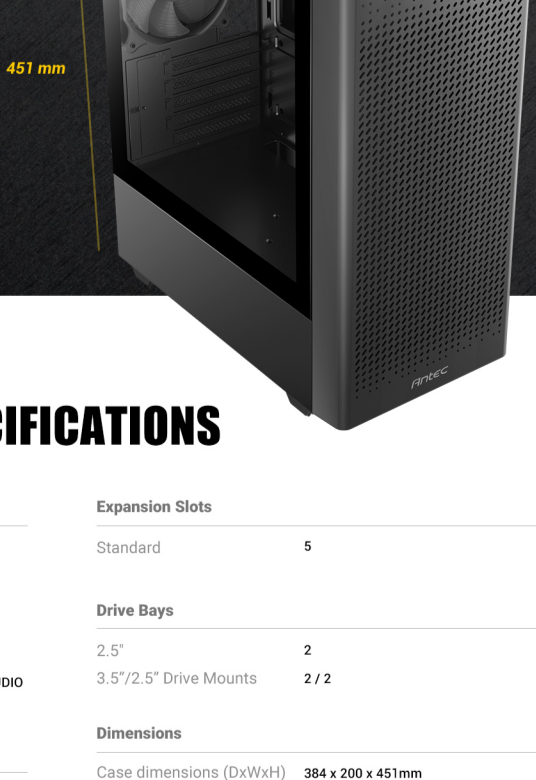 451 mm
Antec
CIFICATIONS
Expansion Slots
Standard 5
Drive Bays
2.5" 2
3.5”/2.5” Drive Mounts 2 / 2
DIO
Dimensions
Case dimensions (DxWxH) 384 x 200 x 451mm